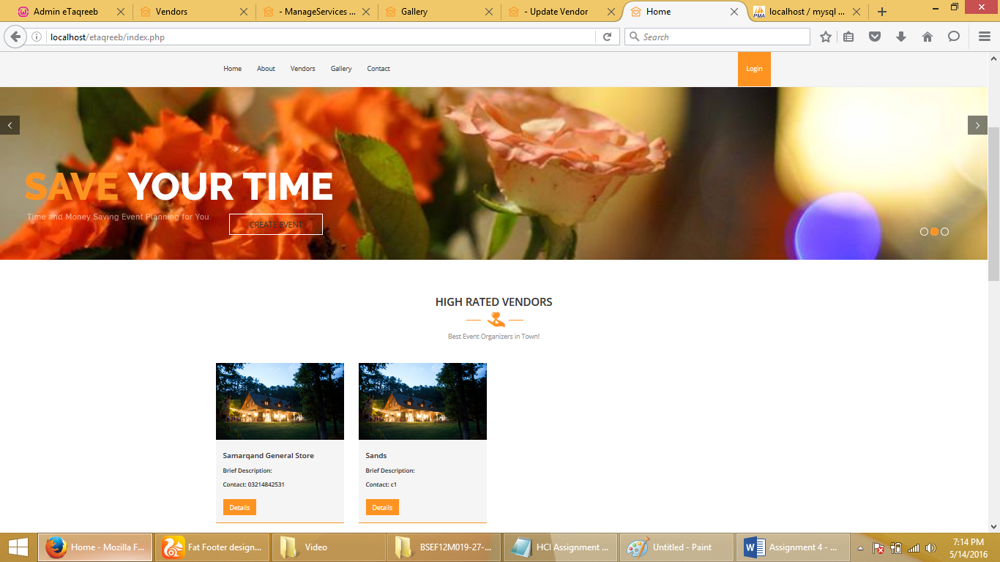 Admin eTaqreeb
Vendors
- ManageServices ...
Gallery
- Update Vendor
Home
localhost / mysql ...
localhost/etaqreeb/index.php
Search
Home About Vendors Gallery Contact
Login
SAVE YOUR TIME
Time and Money Saving Event Planning for You.
CREATE EVENT
HIGH RATED VENDORS
Best Event Organizers in Town!
Samarqand General Store
Brief Description:
Contact: 03214842531
Details
Sands
Brief Description:
Contact: c1
Details
Home - Mozilla F...
Fat Footer design...
Video
BSEF12M019-27-...
HCI Assignment ...
Untitled - Paint
Assignment 4 - ...
7:14 PM
5/14/2016